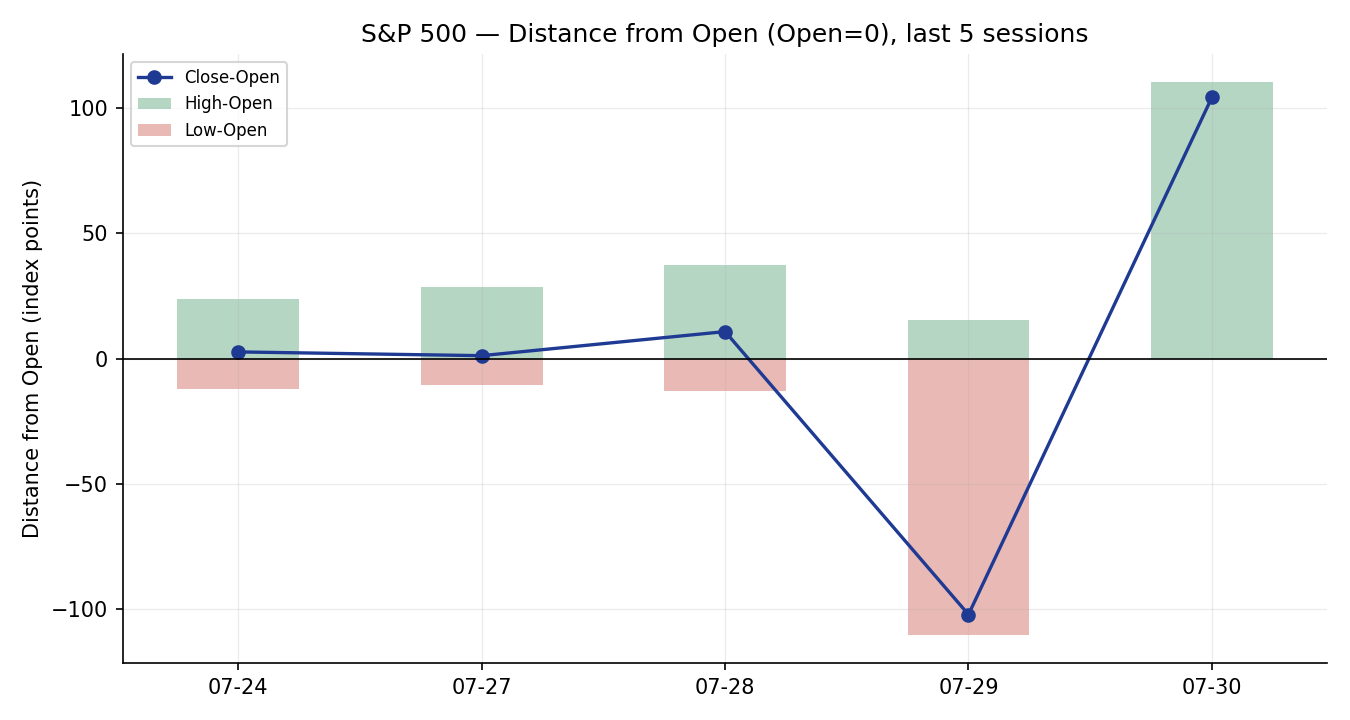 S&P 500 — Distance from Open (Open=0), last 5 sessions
Close-Open
High-Open
Low-Open
Distance from Open (index points)
100
50
0
−50
−100
07-24
07-27
07-28
07-29
07-30